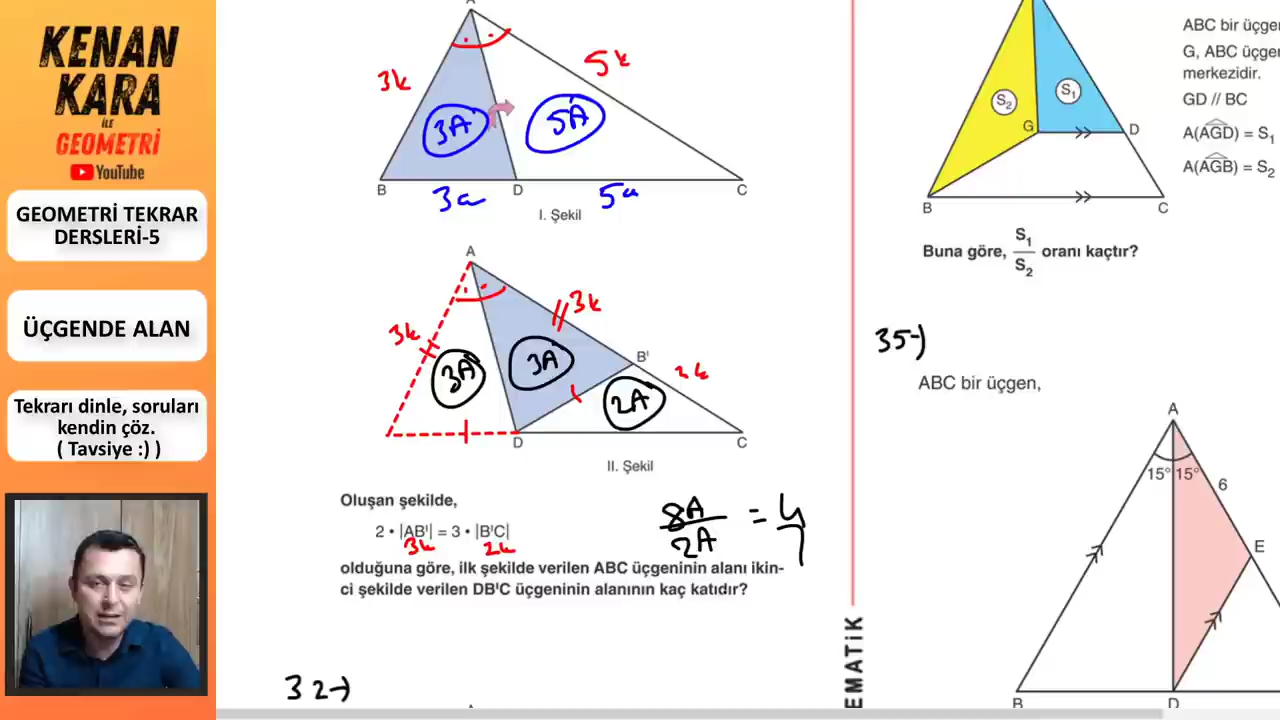 KENAN
KARA
İLE
GEOMETRİ
YouTube
GEOMETRİ TEKRAR
DERSLERİ-5
ÜÇGENDE ALAN
Tekrarı dinle, soruları
kendin çöz.
( Tavsiye :) )
A
3k
5k
3A
5A
B
D
C
3a
5a
I. Şekil
A
3k
3k
B'
2k
3A
3A
2A
D
C
II. Şekil
Oluşan şekilde,
2 • |AB'| = 3 • |B'C|
3k
2k
8A
2A
= 4
olduğuna göre, ilk şekilde verilen ABC üçgeninin alanı ikin-
ci şekilde verilen DB'C üçgeninin alanının kaç katıdır?
32-)
EMATİK
S2
S1
G
D
B
C
ABC bir üçgen
G, ABC üçgen
merkezidir.
GD // BC
A(AGD) = S1
A(AGB) = S2
Buna göre, S1/S2 oranı kaçtır?
35-)
ABC bir üçgen,
A
15° 15°
6
E
B
D